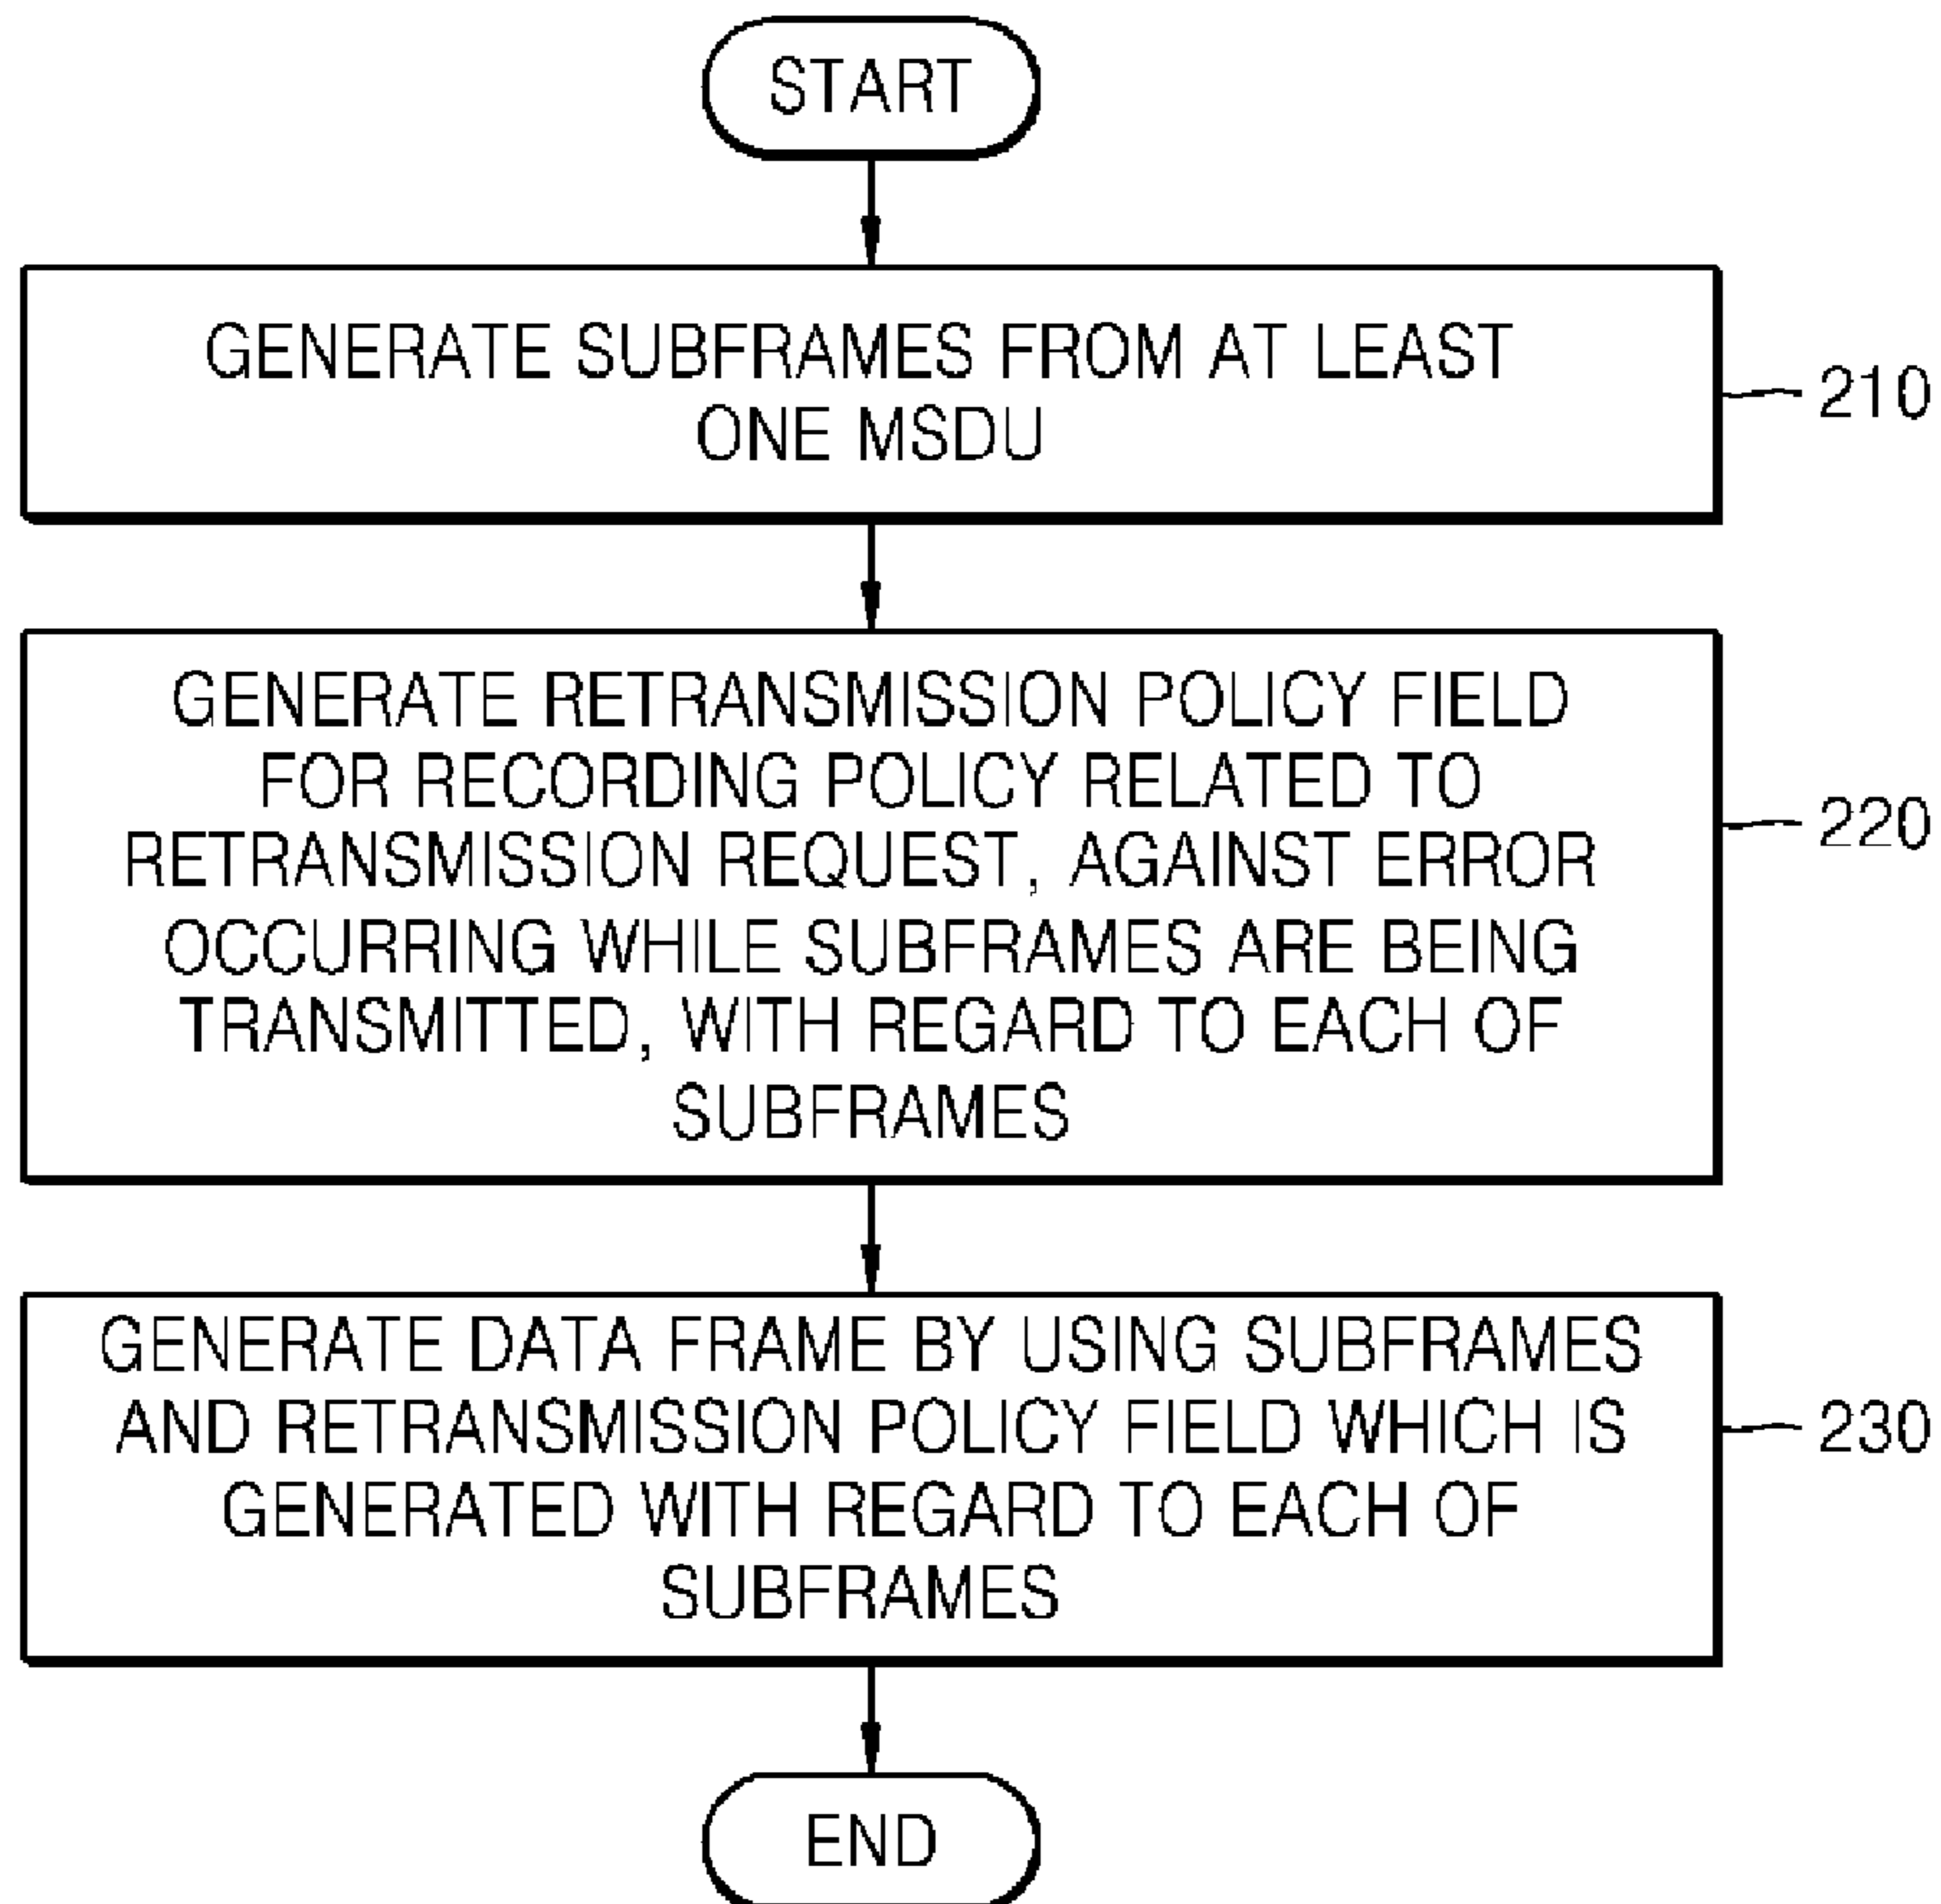 START
GENERATE SUBFRAMES FROM AT LEAST
ONE MSDU
210
GENERATE RETRANSMISSION POLICY FIELD
FOR RECORDING POLICY RELATED TO
RETRANSMISSION REQUEST, AGAINST ERROR
OCCURRING WHILE SUBFRAMES ARE BEING
TRANSMITTED, WITH REGARD TO EACH OF
SUBFRAMES
220
GENERATE DATA FRAME BY USING SUBFRAMES
AND RETRANSMISSION POLICY FIELD WHICH IS
GENERATED WITH REGARD TO EACH OF
SUBFRAMES
230
END